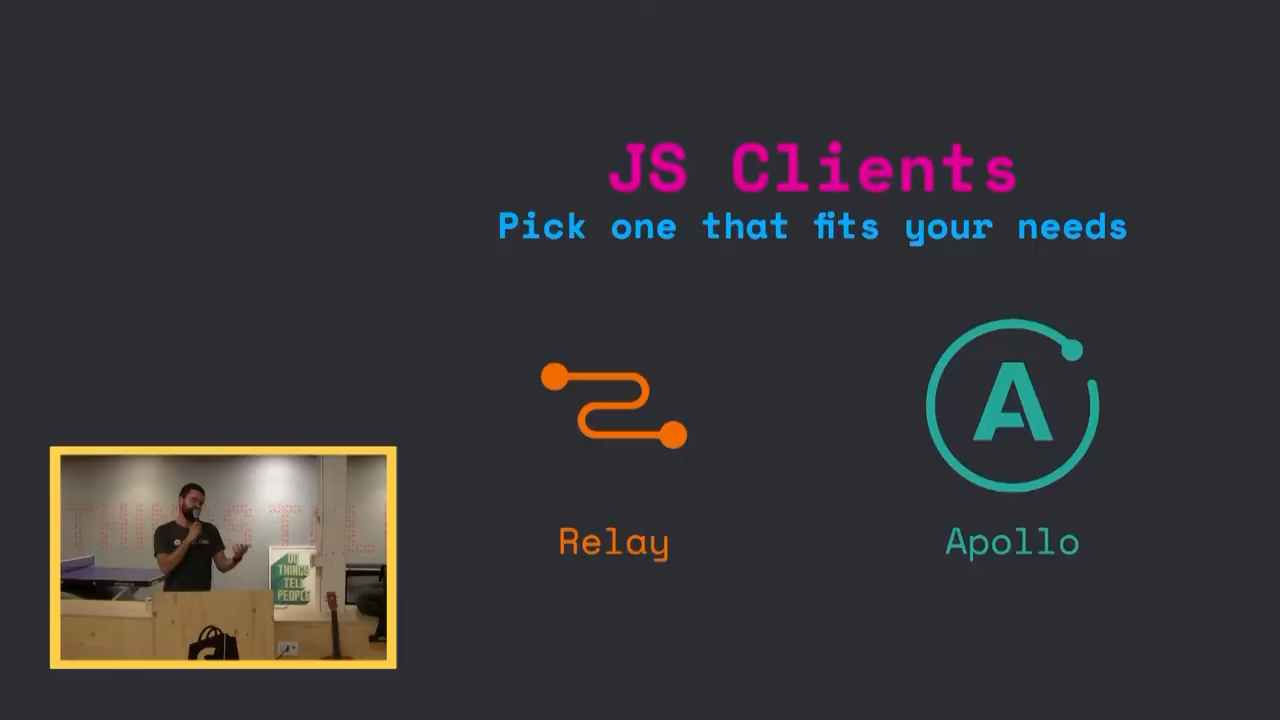 JS Clients
Pick one that fits your needs
A
Relay
Apollo
DO
THINGS
TELL
PEOPLE